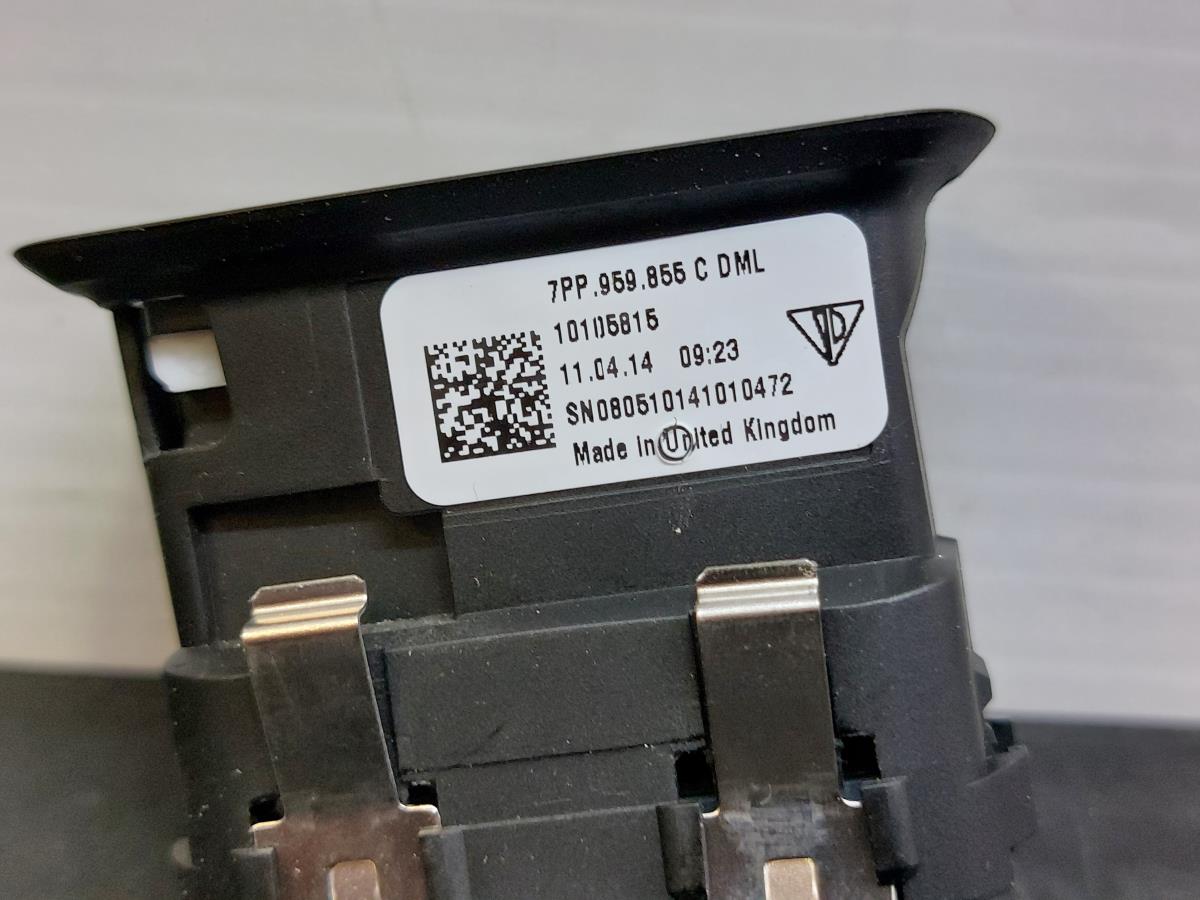 7PP.959.855 C DML
10105815
11.04.14 09:23
SN080510141010472
Made in United Kingdom